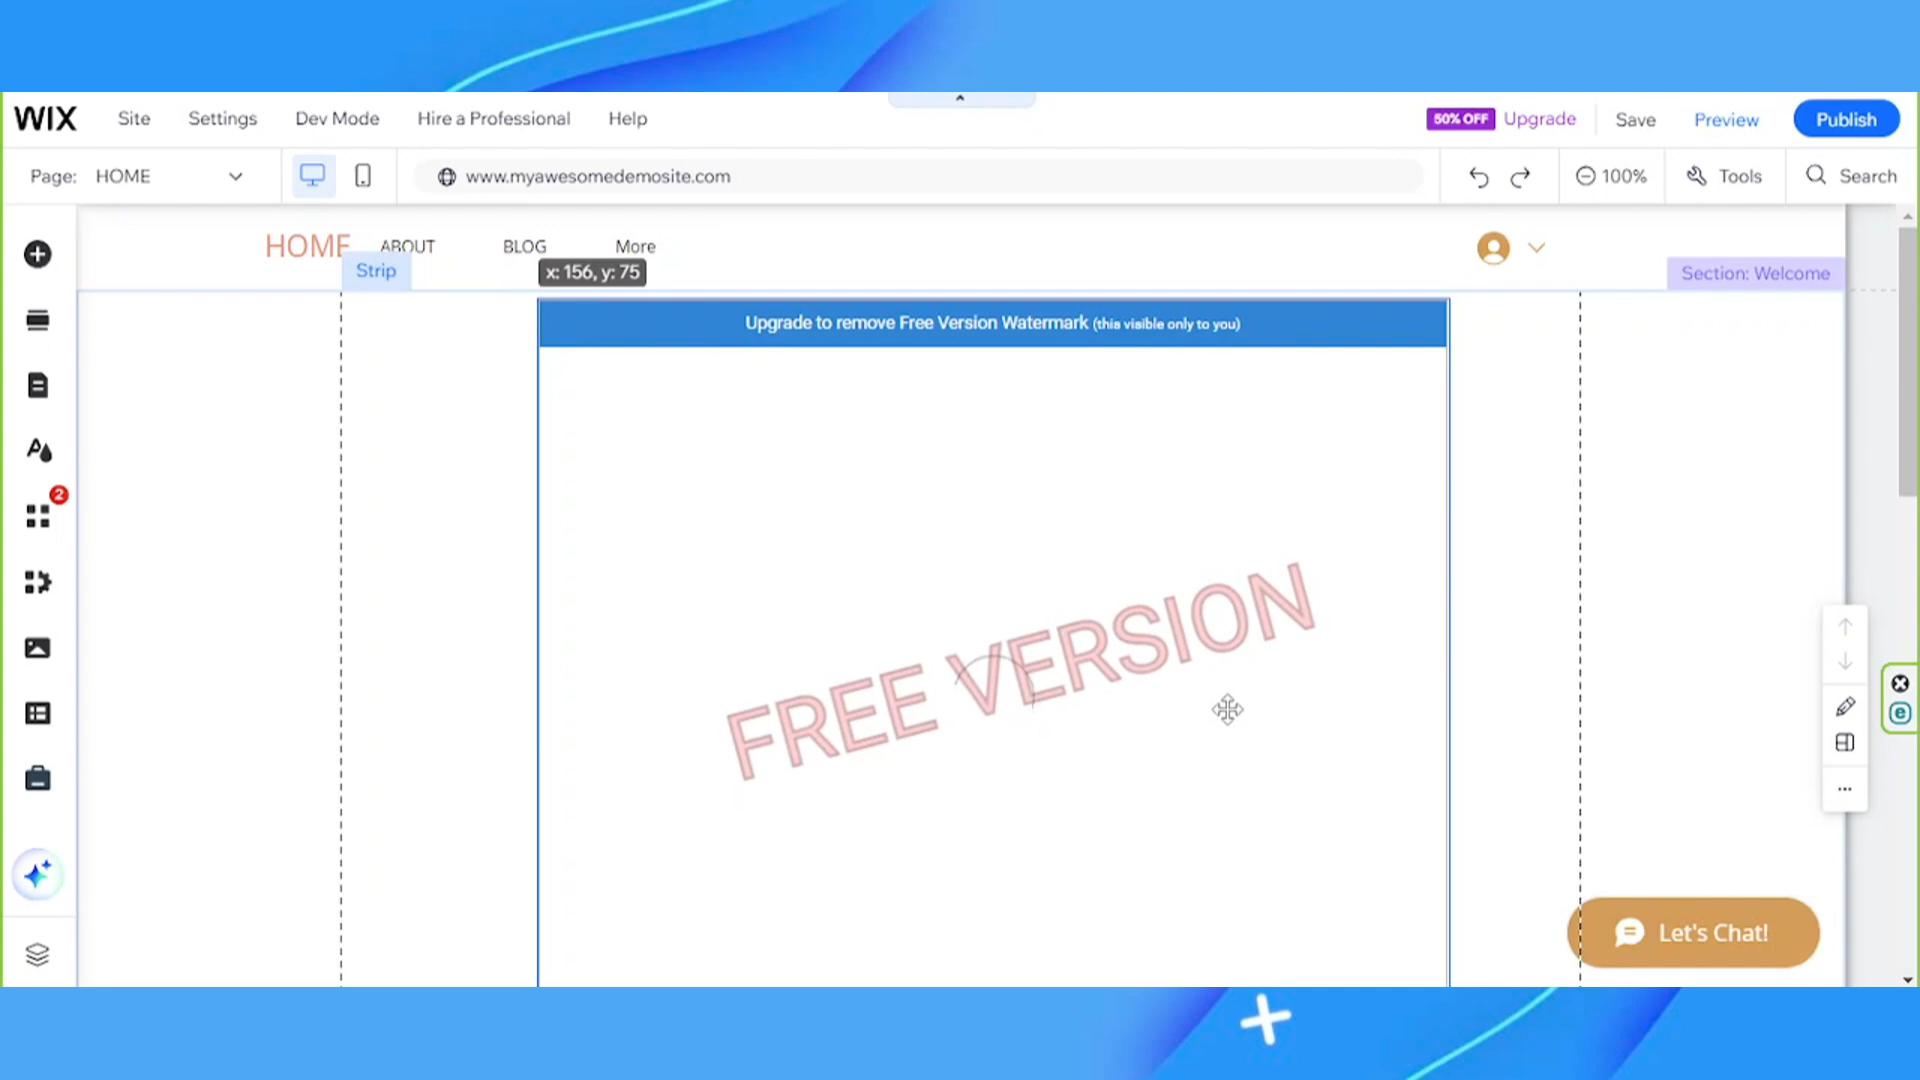 WIX Site Settings Dev Mode Hire a Professional Help 50% OFF Upgrade Save Preview Publish
Page: HOME www.myawesomedemosite.com 100% Tools Search
HOME ABOUT BLOG More
Strip x: 156, y: 75 Section: Welcome
Upgrade to remove Free Version Watermark (this visible only to you)
2
FREE VERSION
e
Let's Chat!